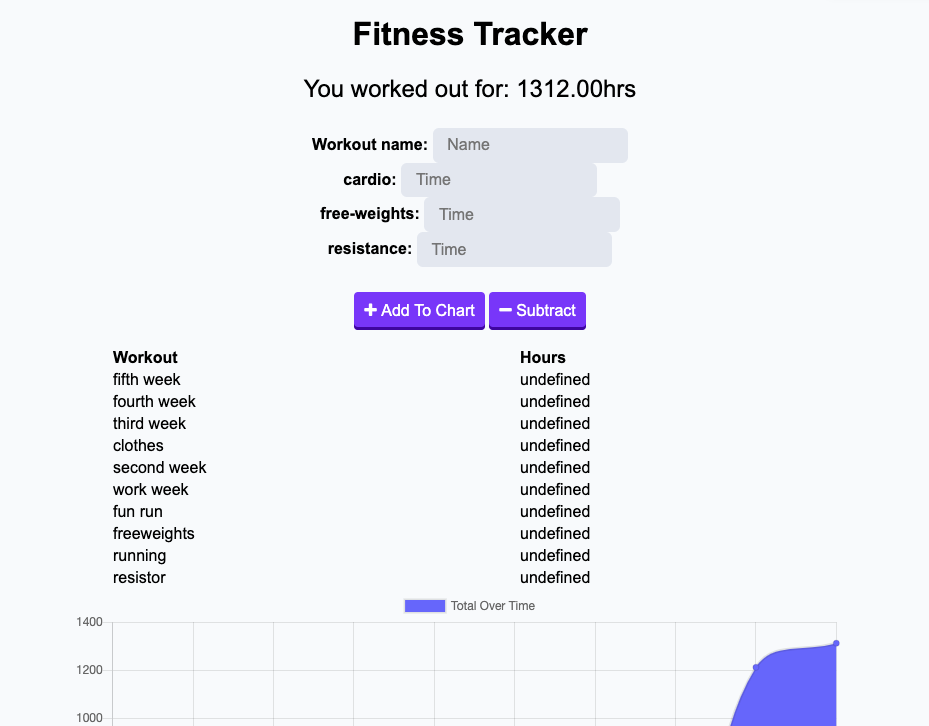 Fitness Tracker
You worked out for: 1312.00hrs
Workout name: Name
cardio: Time
free-weights: Time
resistance: Time
+ Add To Chart − Subtract
Workout Hours
fifth week undefined
fourth week undefined
third week undefined
clothes undefined
second week undefined
work week undefined
fun run undefined
freeweights undefined
running undefined
resistor undefined
Total Over Time
1400
1200
1000